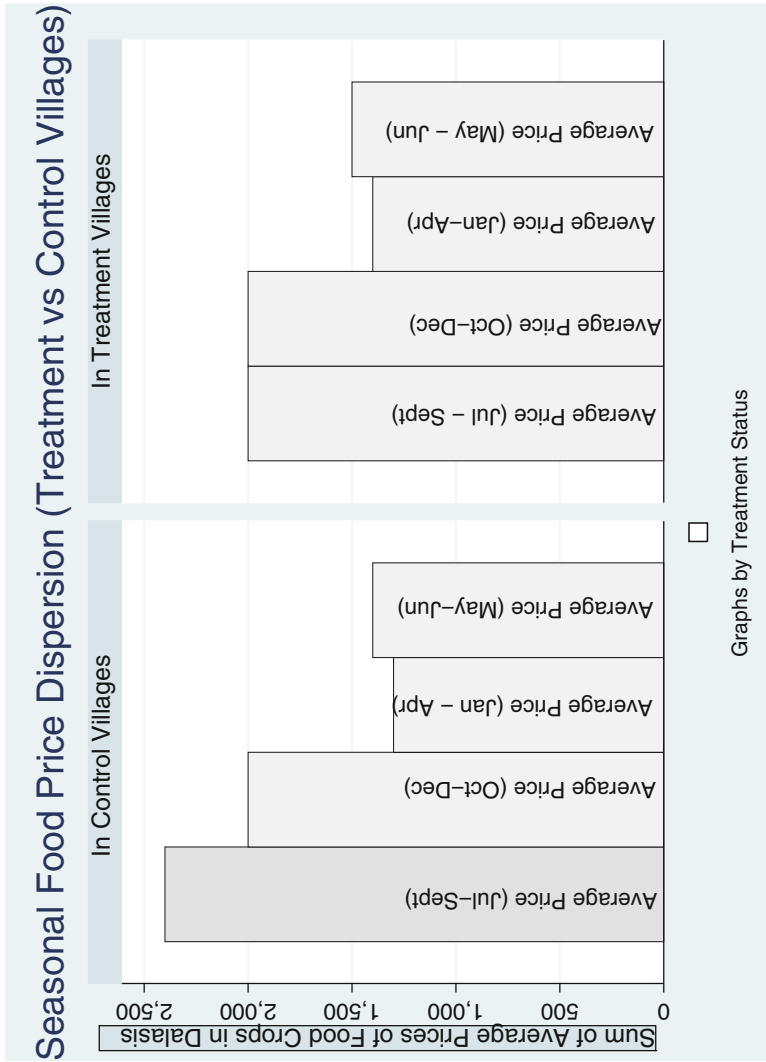 Seasonal Food Price Dispersion (Treatment vs Control Villages)
In Control Villages
In Treatment Villages
Sum of Average Prices of Food Crops in Dalasis
2,500
2,000
1,500
1,000
500
0
Average Price (Jul–Sept)
Average Price (Oct–Dec)
Average Price (Jan – Apr)
Average Price (May–Jun)
Average Price (Jul – Sept)
Average Price (Oct–Dec)
Average Price (Jan–Apr)
Average Price (May – Jun)
Graphs by Treatment Status